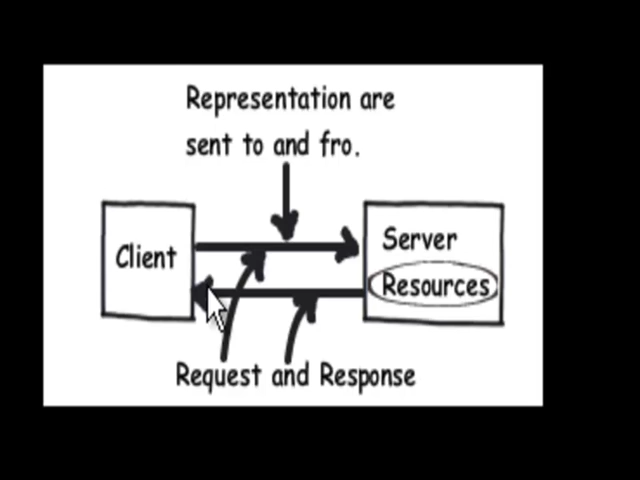 Representation are
sent to and fro.
Client
Server
Resources
Request and Response